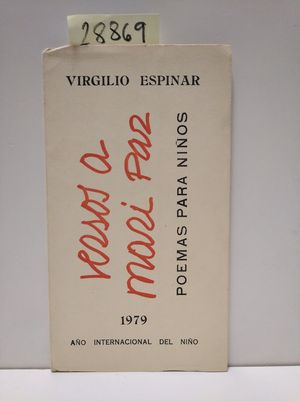 28869
VIRGILIO ESPINAR
versos a
mari paz
POEMAS PARA NIÑOS
1979
AÑO INTERNACIONAL DEL NIÑO